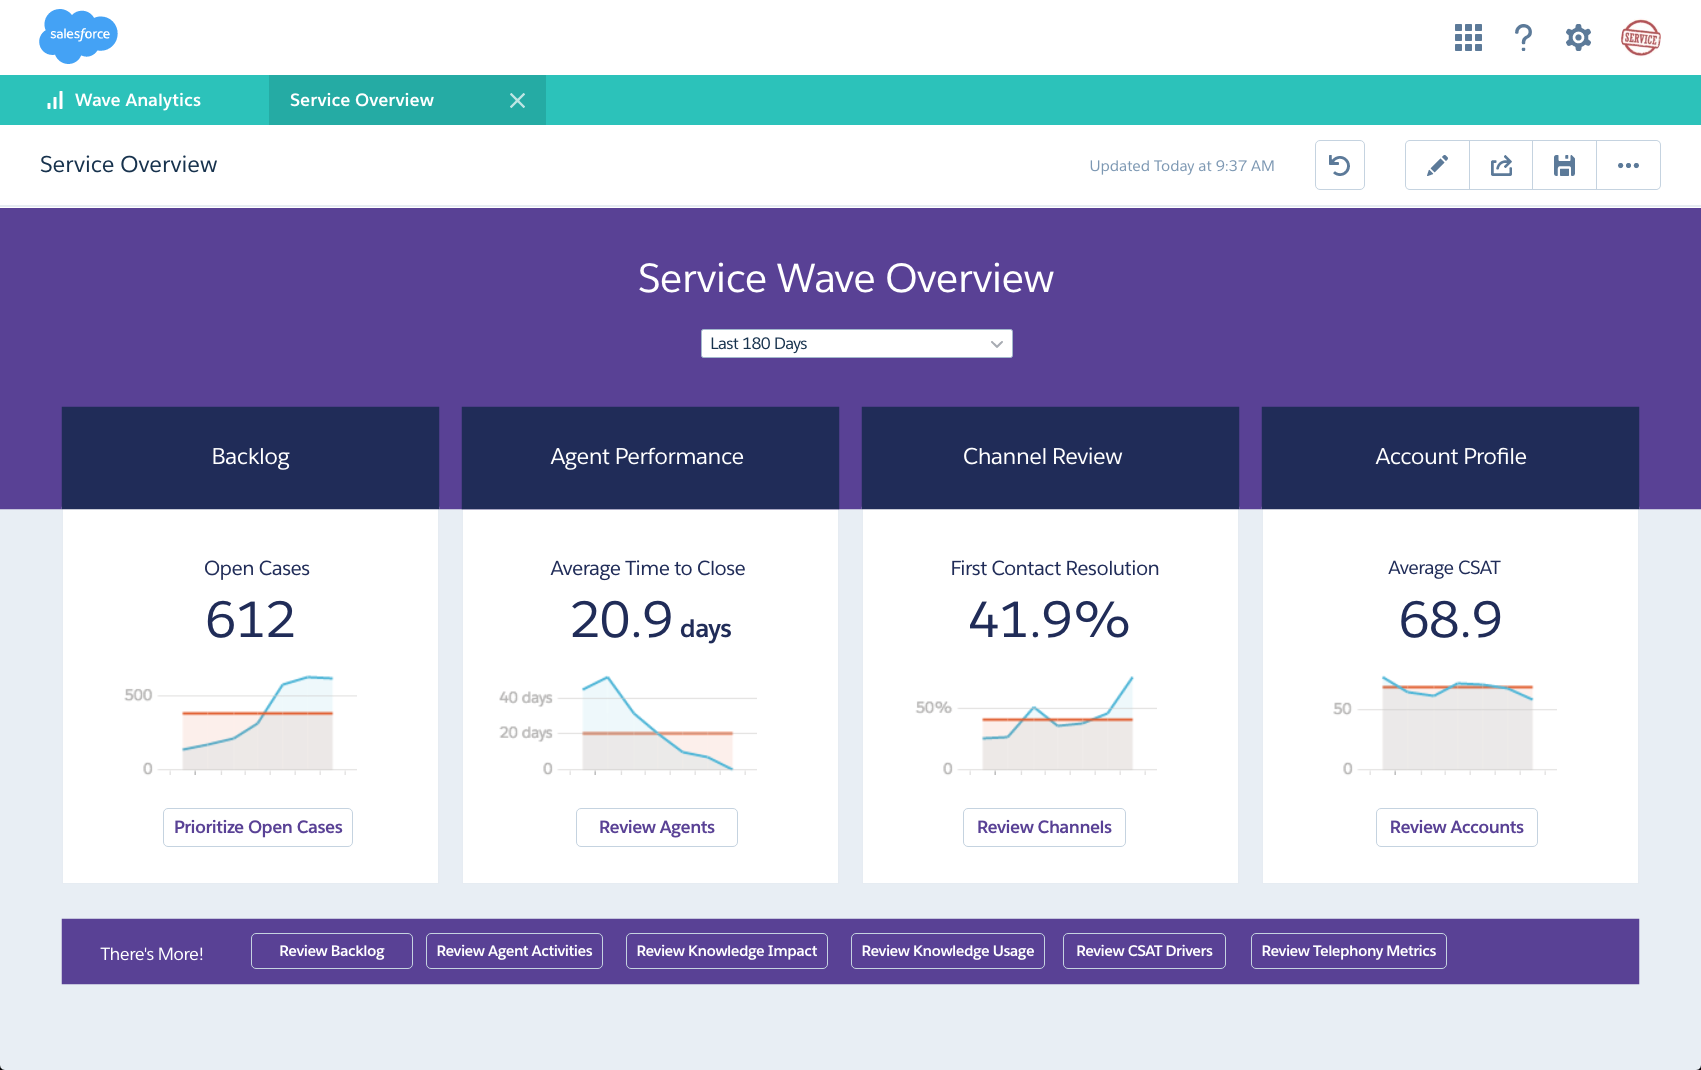 salesforce
SERVICE
Wave Analytics
Service Overview
Service Overview
Updated Today at 9:37 AM
Service Wave Overview
Last 180 Days
Backlog
Agent Performance
Channel Review
Account Profile
Open Cases
612
500
0
Prioritize Open Cases
Average Time to Close
20.9 days
40 days
20 days
0
Review Agents
First Contact Resolution
41.9%
50%
0
Review Channels
Average CSAT
68.9
50
0
Review Accounts
There's More!
Review Backlog
Review Agent Activities
Review Knowledge Impact
Review Knowledge Usage
Review CSAT Drivers
Review Telephony Metrics